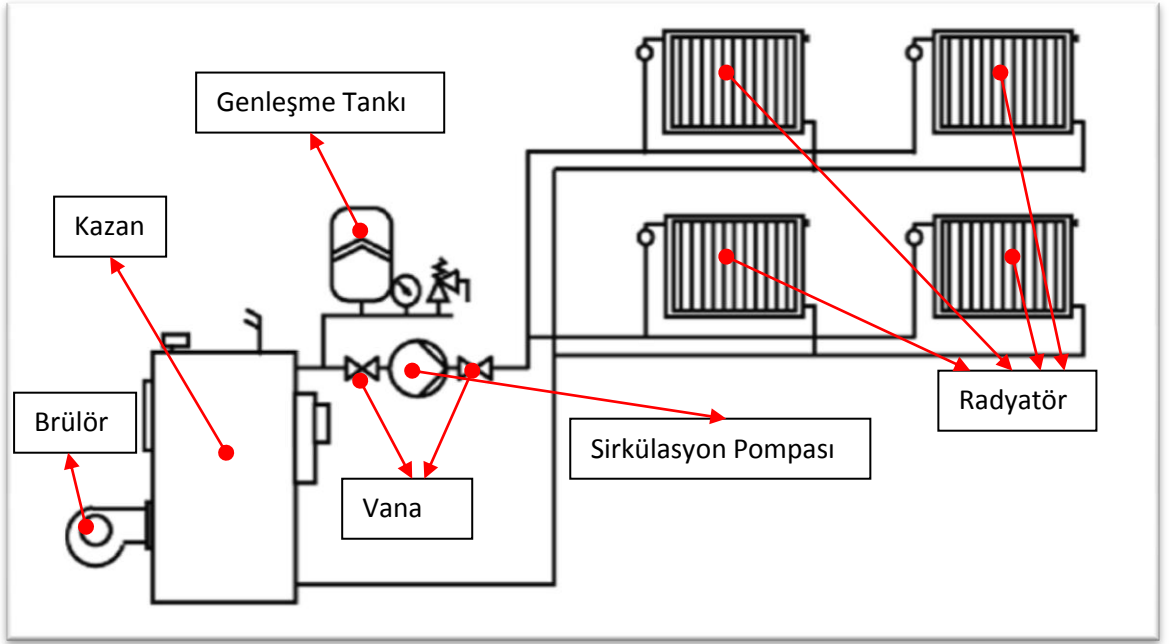 Genleşme Tankı
Kazan
Brülör
Radyatör
Sirkülasyon Pompası
Vana